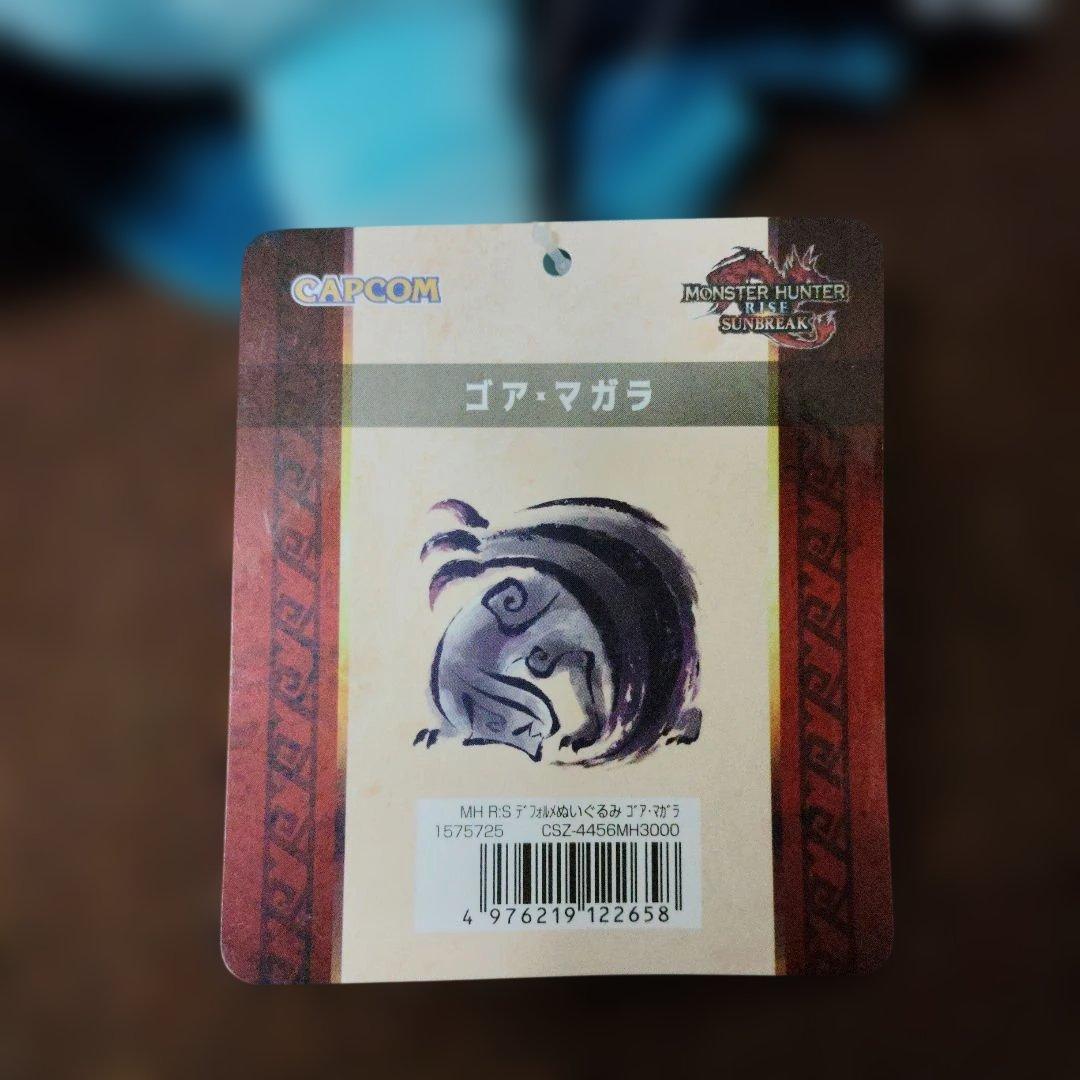 CAPCOM
MONSTER HUNTER
RISE
SUNBREAK
ゴア・マガラ
MH R:S ﾃﾞﾌｫﾙﾒぬいぐるみ ｺﾞｱ･ﾏｶﾞﾗ
1575725 CSZ-4456MH3000
4 976219 122658